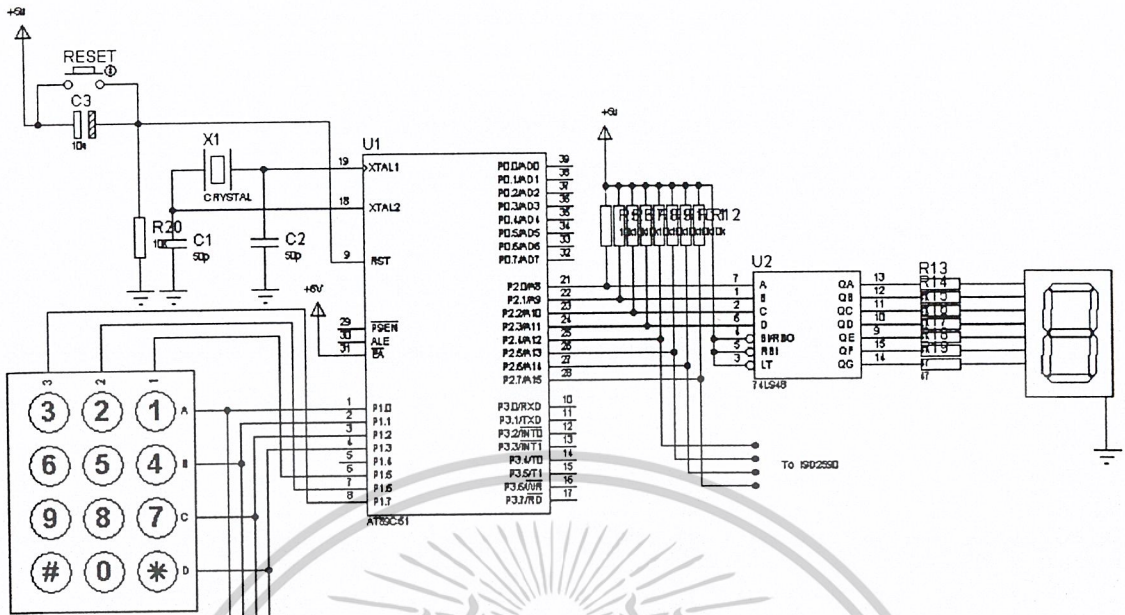 RESET
C3
X1
CRYSTAL
R20
C1
50p
C2
50p
U1
19 XTAL1
18 XTAL2
9 RST
29 PSEN
30 ALE
31 EA
1 P1.0
2 P1.1
3 P1.2
4 P1.3
5 P1.4
6 P1.5
7 P1.6
8 P1.7
AT89C51
P0.0/AD0 39
P0.1/AD1 38
P0.2/AD2 37
P0.3/AD3 36
P0.4/AD4 35
P0.5/AD5 34
P0.6/AD6 33
P0.7/AD7 32
P2.0/A8 21
P2.1/A9 22
P2.2/A10 23
P2.3/A11 24
P2.4/A12 25
P2.5/A13 26
P2.6/A14 27
P2.7/A15 28
P3.0/RXD 10
P3.1/TXD 11
P3.2/INT0 12
P3.3/INT1 13
P3.4/T0 14
P3.5/T1 15
P3.6/WR 16
P3.7/RD 17
U2
7 A
1 B
2 C
6 D
4 BI/RBO
5 RBI
3 LT
QA 13
QB 12
QC 11
QD 10
QE 9
QF 15
QG 14
74LS48
R13
R14
R15
R16
R17
R18
R19
47
To ISD2590
3 2 1
3 2 1 A
6 5 4 B
9 8 7 C
# 0 * D